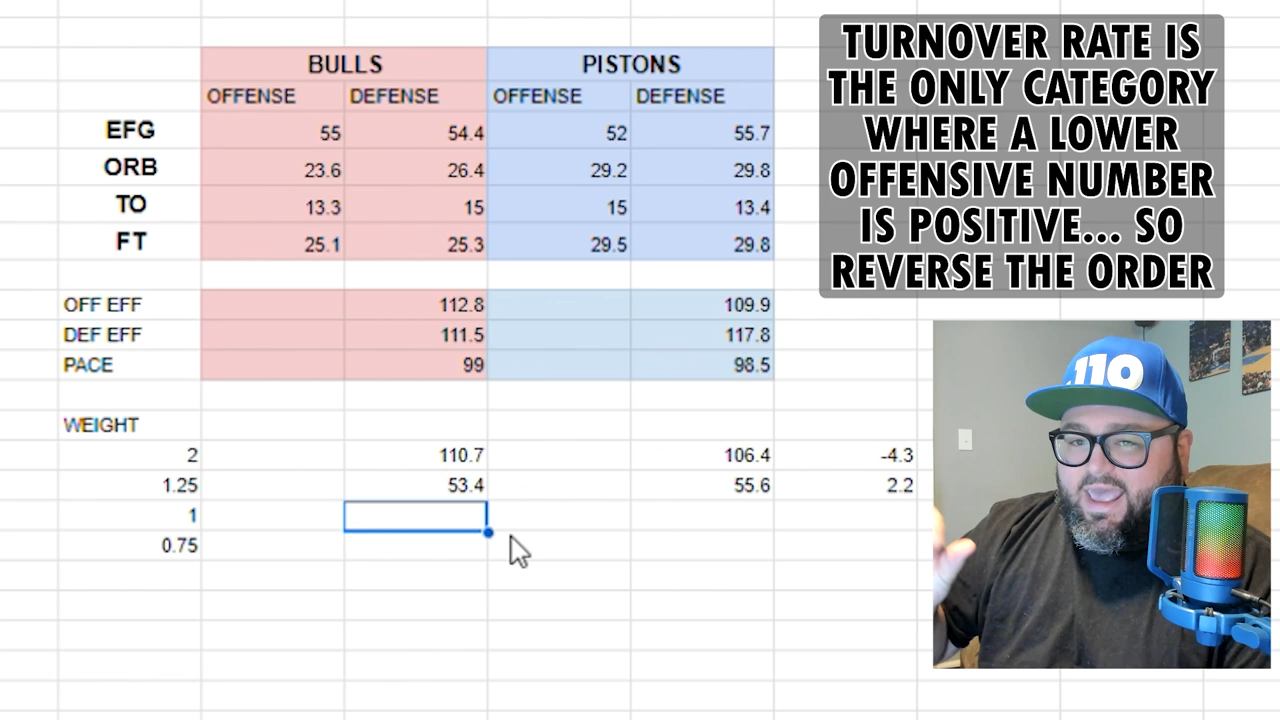 TURNOVER RATE IS
THE ONLY CATEGORY
WHERE A LOWER
OFFENSIVE NUMBER
IS POSITIVE... SO
REVERSE THE ORDER
BULLS PISTONS
OFFENSE DEFENSE OFFENSE DEFENSE
EFG 55 54.4 52 55.7
ORB 23.6 26.4 29.2 29.8
TO 13.3 15 15 13.4
FT 25.1 25.3 29.5 29.8
OFF EFF 112.8 109.9
DEF EFF 111.5 117.8
PACE 99 98.5
WEIGHT
2 110.7 106.4 -4.3
1.25 53.4 55.6 2.2
1
0.75
.110